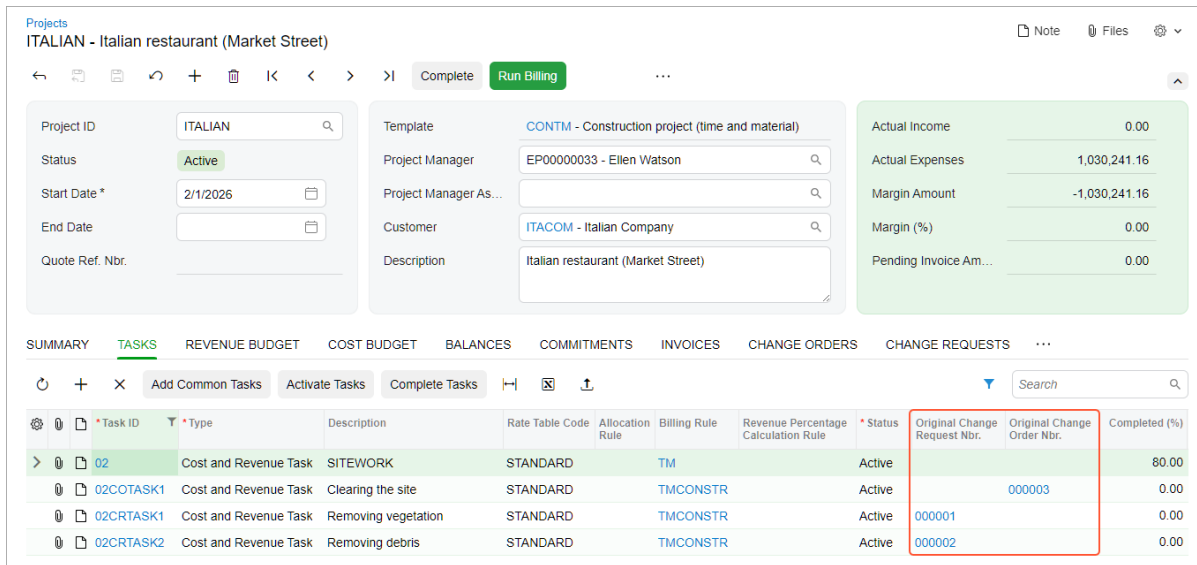 Projects
ITALIAN - Italian restaurant (Market Street)
Note Files
Complete Run Billing ...
Project ID ITALIAN Template CONTM - Construction project (time and material) Actual Income 0.00
Status Active Project Manager EP00000033 - Ellen Watson Actual Expenses 1,030,241.16
Start Date * 2/1/2026 Project Manager As... Margin Amount -1,030,241.16
End Date Customer ITACOM - Italian Company Margin (%) 0.00
Quote Ref. Nbr. Description Italian restaurant (Market Street) Pending Invoice Am... 0.00
SUMMARY TASKS REVENUE BUDGET COST BUDGET BALANCES COMMITMENTS INVOICES CHANGE ORDERS CHANGE REQUESTS ...
Add Common Tasks Activate Tasks Complete Tasks Search
* Task ID * Type Description Rate Table Code Allocation Rule Billing Rule Revenue Percentage Calculation Rule * Status Original Change Request Nbr. Original Change Order Nbr. Completed (%)
02 Cost and Revenue Task SITEWORK STANDARD TM Active 80.00
02COTASK1 Cost and Revenue Task Clearing the site STANDARD TMCONSTR Active 000003 0.00
02CRTASK1 Cost and Revenue Task Removing vegetation STANDARD TMCONSTR Active 000001 0.00
02CRTASK2 Cost and Revenue Task Removing debris STANDARD TMCONSTR Active 000002 0.00